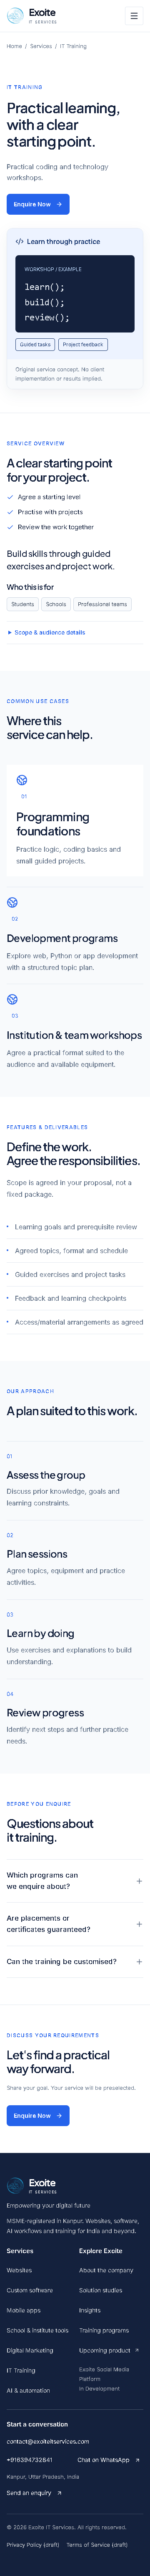 Exoite
IT SERVICES
Home / Services / IT Training
IT TRAINING
Practical learning,
with a clear
starting point.
Practical coding and technology
workshops.
Enquire Now →
Learn through practice
WORKSHOP / EXAMPLE
learn();
build();
review();
Guided tasks
Project feedback
Original service concept. No client
implementation or results implied.
SERVICE OVERVIEW
A clear starting point
for your project.
Agree a starting level
Practise with projects
Review the work together
Build skills through guided
exercises and project work.
Who this is for
Students
Schools
Professional teams
Scope & audience details
COMMON USE CASES
Where this
service can help.
01
Programming
foundations
Practice logic, coding basics and
small guided projects.
02
Development programs
Explore web, Python or app development
with a structured topic plan.
03
Institution & team workshops
Agree a practical format suited to the
audience and available equipment.
FEATURES & DELIVERABLES
Define the work.
Agree the responsibilities.
Scope is agreed in your proposal, not a
fixed package.
Learning goals and prerequisite review
Agreed topics, format and schedule
Guided exercises and project tasks
Feedback and learning checkpoints
Access/material arrangements as agreed
OUR APPROACH
A plan suited to this work.
01
Assess the group
Discuss prior knowledge, goals and
learning constraints.
02
Plan sessions
Agree topics, equipment and practice
activities.
03
Learn by doing
Use exercises and explanations to build
understanding.
04
Review progress
Identify next steps and further practice
needs.
BEFORE YOU ENQUIRE
Questions about
it training.
Which programs can
we enquire about?
Are placements or
certificates guaranteed?
Can the training be customised?
DISCUSS YOUR REQUIREMENTS
Let's find a practical
way forward.
Share your goal. Your service will be preselected.
Enquire Now →
Exoite
IT SERVICES
Empowering your digital future
MSME-registered in Kanpur. Websites, software,
AI workflows and training for India and beyond.
Services
Websites
Custom software
Mobile apps
School & institute tools
Digital Marketing
IT Training
AI & automation
Explore Exoite
About the company
Solution studies
Insights
Training programs
Upcoming product ↗
Exoite Social Media
Platform
In Development
Start a conversation
contact@exoiteitservices.com
+916394732641
Chat on WhatsApp ↗
Kanpur, Uttar Pradesh, India
Send an enquiry ↗
© 2026 Exoite IT Services. All rights reserved.
Privacy Policy (draft) Terms of Service (draft)